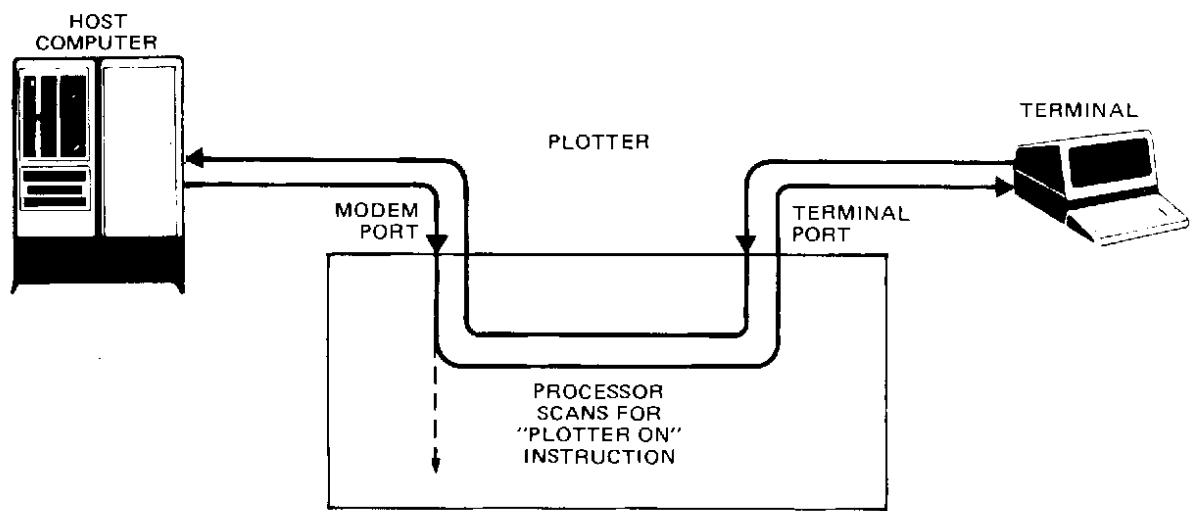 HOST
COMPUTER
PLOTTER
TERMINAL
MODEM
PORT
TERMINAL
PORT
PROCESSOR
SCANS FOR
"PLOTTER ON"
INSTRUCTION